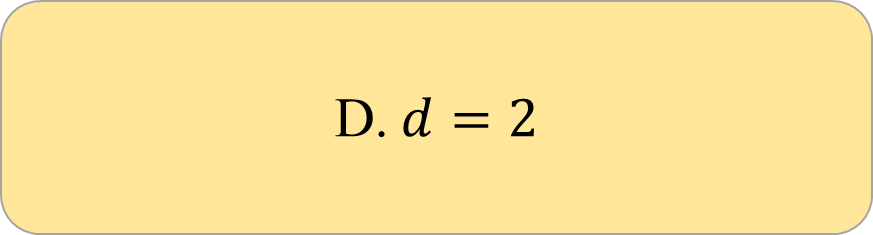 D. d = 2